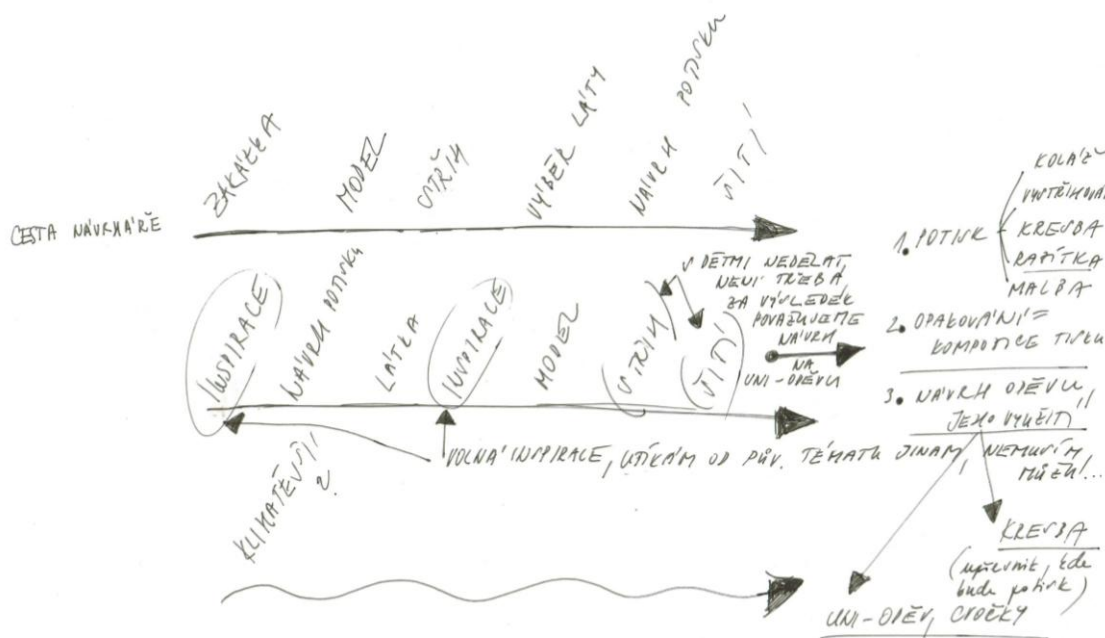 ZAKÁZKA
MODEL
STŘIH
VÝBĚR LÁTY
NÁVRH POTISKU
ŠITÍ
CESTA NÁVRHÁŘE
INSPIRACE
NÁVRH POTISKU
LÁTKA
INSPIRACE
MODEL
STŘIH
ŠITÍ
S DĚTMI NEDĚLAT,
NENÍ TŘEBA
ZA VÝSLEDEK
POVAŽUJEME
NÁVRH
NA
UNI-ODĚVU
VOLNÁ INSPIRACE, UTÍKÁM OD PŮV. TÉMATU JINAM, NEMUSÍM,
MŮŽU!...
KLIKATĚJŠÍ
?
1. POTISK
KOLÁŽ
VYSTŘIHOVÁ
KRESBA
RAZÍTKA
MALBA
2. OPAKOVÁNÍ =
KOMPOZICE TISKU
3. NÁVRH ODĚVU,
JEHO VYUŽITÍ
KRESBA
(upřesnit, kde
bude potisk)
UNI-ODĚV, CVOČKY